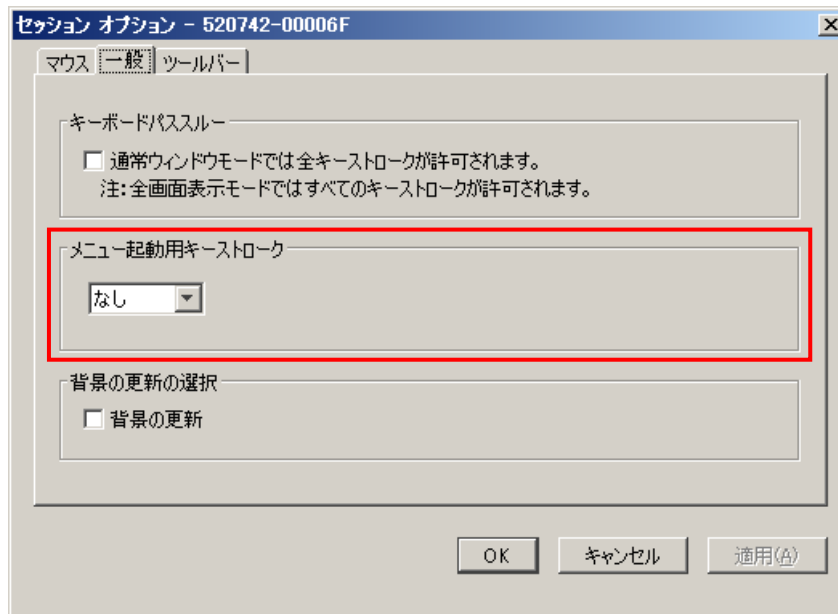 セッション オプション - 520742-00006F
マウス 一般 ツールバー
キーボードパススルー
通常ウィンドウモードでは全キーストロークが許可されます。
注：全画面表示モードではすべてのキーストロークが許可されます。
メニュー起動用キーストローク
なし
背景の更新の選択
背景の更新
OK キャンセル 適用(A)